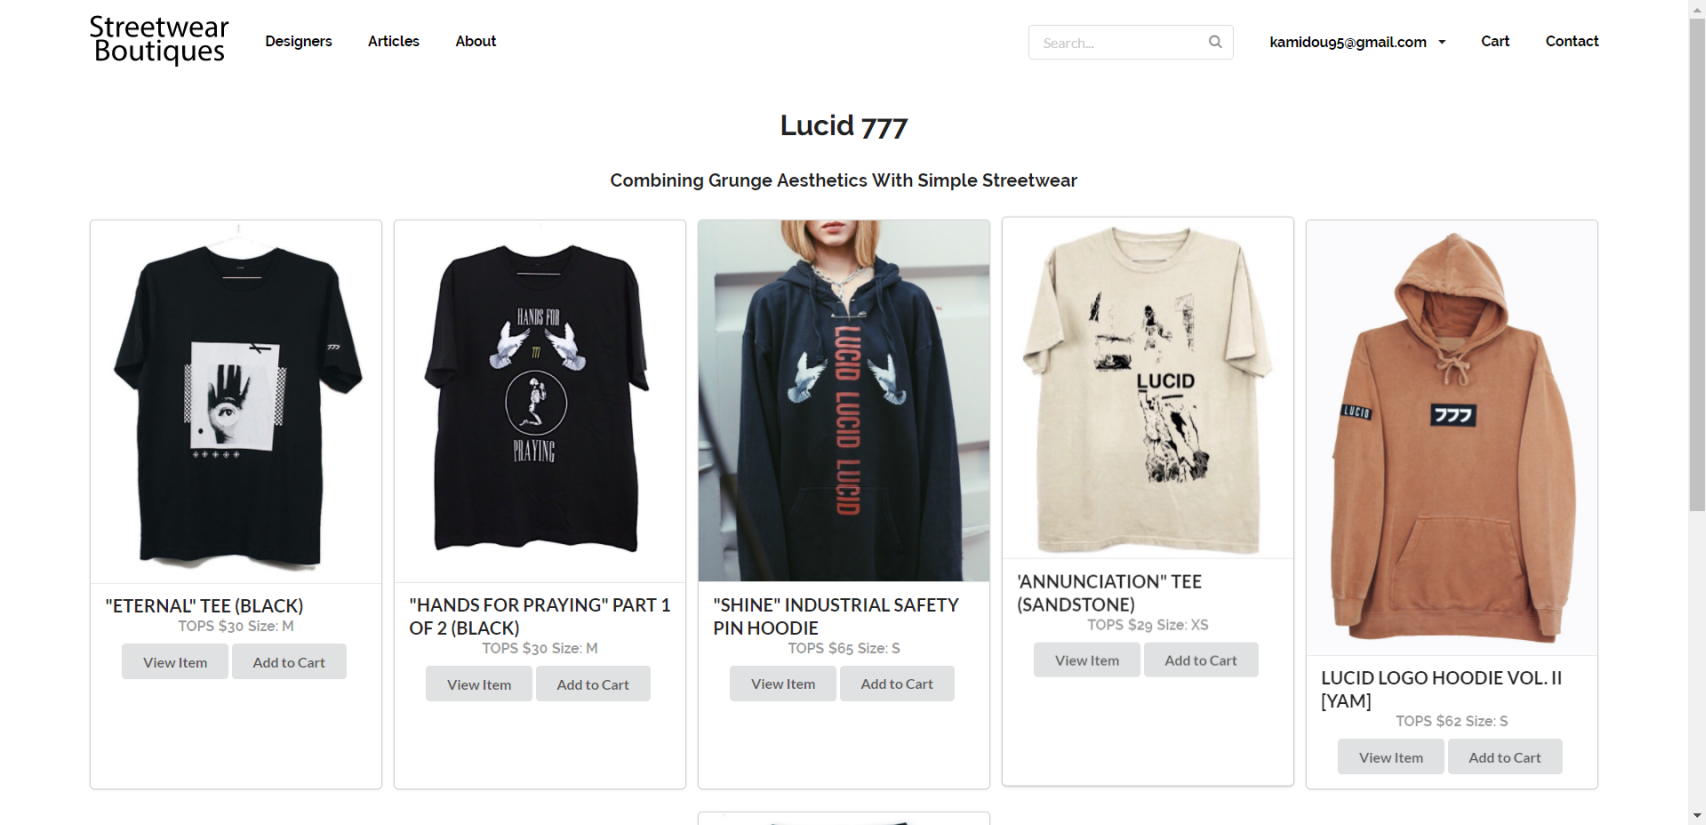 Streetwear
Boutiques
Designers
Articles
About
Search...
kamidou95@gmail.com
Cart
Contact
Lucid 777
Combining Grunge Aesthetics With Simple Streetwear
777
HANDS FOR
777
PRAYING
LUCID LUCID LUCID
LUCID
LUCID
777
"ETERNAL" TEE (BLACK)
TOPS $30 Size: M
View Item
Add to Cart
"HANDS FOR PRAYING" PART 1
OF 2 (BLACK)
TOPS $30 Size: M
View Item
Add to Cart
"SHINE" INDUSTRIAL SAFETY
PIN HOODIE
TOPS $65 Size: S
View Item
Add to Cart
'ANNUNCIATION" TEE
(SANDSTONE)
TOPS $29 Size: XS
View Item
Add to Cart
LUCID LOGO HOODIE VOL. II
[YAM]
TOPS $62 Size: S
View Item
Add to Cart